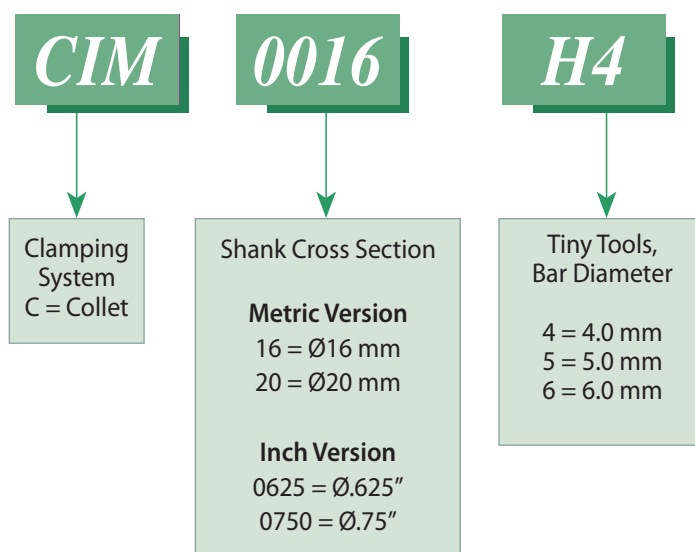 CIM 0016 H4
Clamping
System
C = Collet
Shank Cross Section
Metric Version
16 = Ø16 mm
20 = Ø20 mm
Inch Version
0625 = Ø.625″
0750 = Ø.75″
Tiny Tools,
Bar Diameter
4 = 4.0 mm
5 = 5.0 mm
6 = 6.0 mm